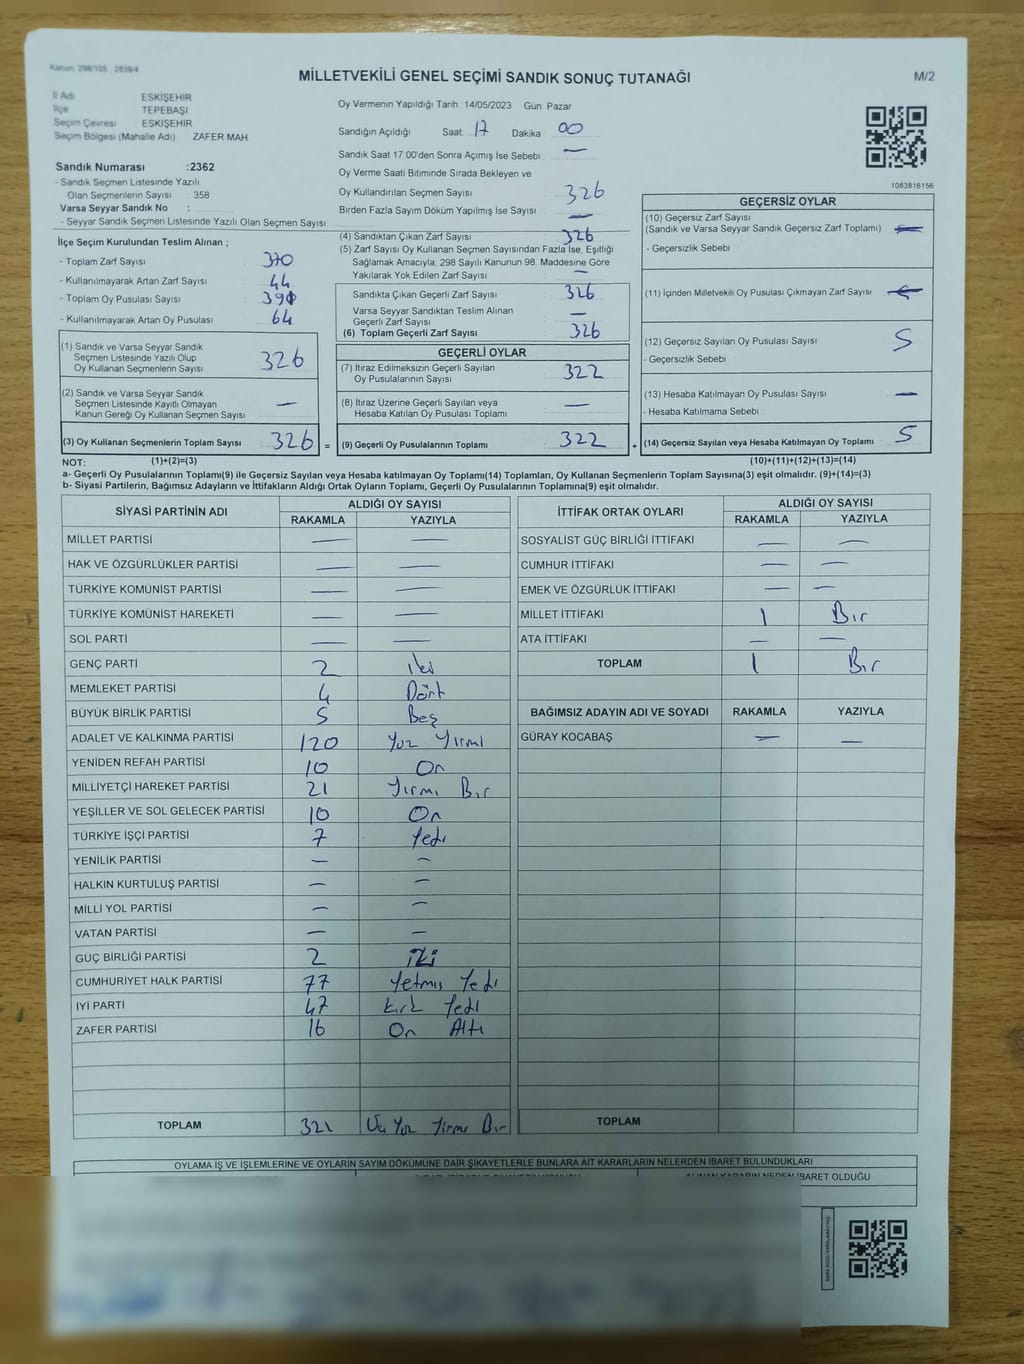 Kanun: 298/105 , 2839/4
MİLLETVEKİLİ GENEL SEÇİMİ SANDIK SONUÇ TUTANAĞI
M/2
İl Adı ESKİŞEHİR
İlçe TEPEBAŞI
Seçim Çevresi ESKİŞEHİR
Seçim Bölgesi (Mahalle Adı) ZAFER MAH.
Sandık Numarası :2362
- Sandık Seçmen Listesinde Yazılı
Olan Seçmenlerin Sayısı : 358
Varsa Seyyar Sandık No :
- Seyyar Sandık Seçmen Listesinde Yazılı Olan Seçmen Sayısı:
Oy Vermenin Yapıldığı Tarih 14/05/2023 Gün: Pazar
Sandığın Açıldığı Saat 17 Dakika 00
Sandık Saat 17:00'den Sonra Açımış İse Sebebi —
Oy Verme Saati Bitiminde Sırada Bekleyen ve
Oy Kullandırılan Seçmen Sayısı 326
Birden Fazla Sayım Döküm Yapılmış İse Sayısı —
1083816156
İlçe Seçim Kurulundan Teslim Alınan ;
- Toplam Zarf Sayısı 370
- Kullanılmayarak Artan Zarf Sayısı 44
- Toplam Oy Pusulası Sayısı 390
- Kullanılmayarak Artan Oy Pusulası 64
(4) Sandıktan Çıkan Zarf Sayısı 326
(5) Zarf Sayısı Oy Kullanan Seçmen Sayısından Fazla İse, Eşitliği
Sağlamak Amacıyla, 298 Sayılı Kanunun 98. Maddesine Göre
Yakılarak Yok Edilen Zarf Sayısı —
Sandıkta Çıkan Geçerli Zarf Sayısı 326
Varsa Seyyar Sandıktan Teslim Alınan
Geçerli Zarf Sayısı —
(6) Toplam Geçerli Zarf Sayısı 326
GEÇERSİZ OYLAR
(10) Geçersiz Zarf Sayısı
(Sandık ve Varsa Seyyar Sandık Geçersiz Zarf Toplamı) —
- Geçersizlik Sebebi
(11) İçinden Milletvekili Oy Pusulası Çıkmayan Zarf Sayısı —
(12) Geçersiz Sayılan Oy Pusulası Sayısı 5
- Geçersizlik Sebebi
(13) Hesaba Katılmayan Oy Pusulası Sayısı —
- Hesaba Katılmama Sebebi
(14) Geçersiz Sayılan veya Hesaba Katılmayan Oy Toplamı 5
(10)+(11)+(12)+(13)=(14)
(1) Sandık ve Varsa Seyyar Sandık
Seçmen Listesinde Yazılı Olup
Oy Kullanan Seçmenlerin Sayısı 326
(2) Sandık ve Varsa Seyyar Sandık
Seçmen Listesinde Kayıtlı Olmayan
Kanun Gereği Oy Kullanan Seçmen Sayısı —
(3) Oy Kullanan Seçmenlerin Toplam Sayısı 326 =
(1)+(2)=(3)
GEÇERLİ OYLAR
(7) İtiraz Edilmeksizin Geçerli Sayılan
Oy Pusulalarının Sayısı 322
(8) İtiraz Üzerine Geçerli Sayılan veya
Hesaba Katılan Oy Pusulası Toplamı —
(9) Geçerli Oy Pusulalarının Toplamı 322 +
NOT:
a- Geçerli Oy Pusulalarının Toplamı(9) ile Geçersiz Sayılan veya Hesaba katılmayan Oy Toplamı(14) Toplamları, Oy Kullanan Seçmenlerin Toplam Sayısına(3) eşit olmalıdır. (9)+(14)=(3)
b- Siyasi Partilerin, Bağımsız Adayların ve İttifakların Aldığı Ortak Oyların Toplamı, Geçerli Oy Pusulalarının Toplamına(9) eşit olmalıdır.
SİYASİ PARTİNİN ADI ALDIĞI OY SAYISI
RAKAMLA YAZIYLA
MİLLET PARTİSİ — —
HAK VE ÖZGÜRLÜKLER PARTİSİ — —
TÜRKİYE KOMÜNİST PARTİSİ — —
TÜRKİYE KOMÜNİST HAREKETİ — —
SOL PARTİ — —
GENÇ PARTİ 2 iki
MEMLEKET PARTİSİ 4 Dört
BÜYÜK BİRLİK PARTİSİ 5 Beş
ADALET VE KALKINMA PARTİSİ 120 Yüz Yirmi
YENİDEN REFAH PARTİSİ 10 On
MİLLİYETÇİ HAREKET PARTİSİ 21 Yirmi Bir
YEŞİLLER VE SOL GELECEK PARTİSİ 10 On
TÜRKİYE İŞÇİ PARTİSİ 7 Yedi
YENİLİK PARTİSİ — —
HALKIN KURTULUŞ PARTİSİ — —
MİLLİ YOL PARTİSİ — —
VATAN PARTİSİ — —
GÜÇ BİRLİĞİ PARTİSİ 2 İki
CUMHURİYET HALK PARTİSİ 77 Yetmiş Yedi
İYİ PARTİ 47 Kırk Yedi
ZAFER PARTİSİ 16 On Altı
TOPLAM 321 Üç Yüz Yirmi Bir
İTTİFAK ORTAK OYLARI ALDIĞI OY SAYISI
RAKAMLA YAZIYLA
SOSYALİST GÜÇ BİRLİĞİ İTTİFAKI — —
CUMHUR İTTİFAKI — —
EMEK VE ÖZGÜRLÜK İTTİFAKI — —
MİLLET İTTİFAKI 1 Bir
ATA İTTİFAKI — —
TOPLAM 1 Bir
BAĞIMSIZ ADAYIN ADI VE SOYADI RAKAMLA YAZIYLA
GÜRAY KOCABAŞ — —
TOPLAM
OYLAMA İŞ VE İŞLEMLERİNE VE OYLARIN SAYIM DÖKÜMÜNE DAİR ŞİKAYETLERLE BUNLARA AİT KARARLARIN NELERDEN İBARET BULUNDUKLARI
ALINAN KARARIN NEDEN İBARET OLDUĞU